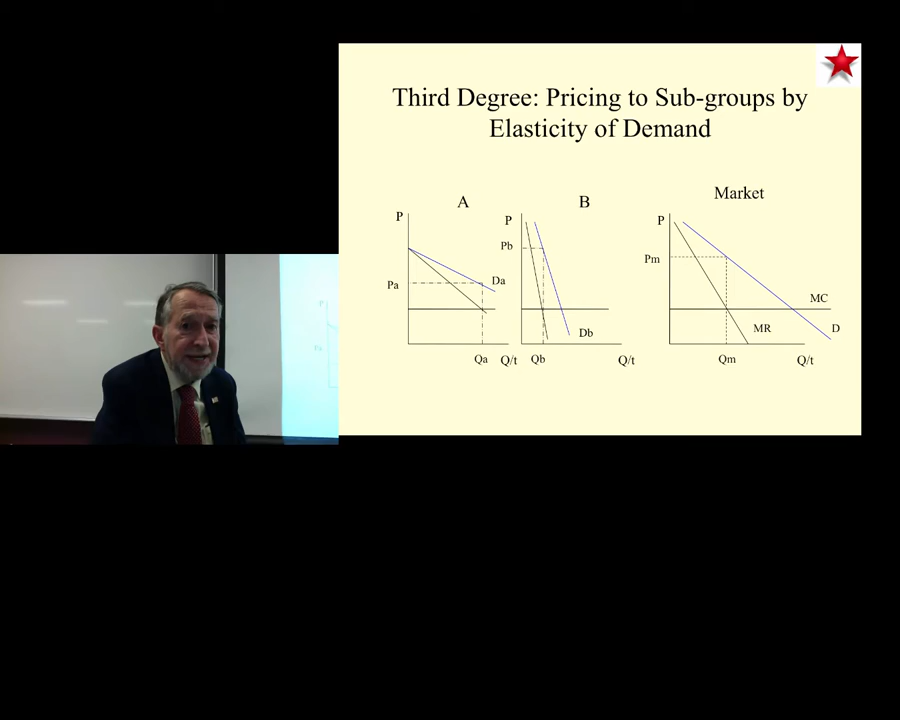 Third Degree: Pricing to Sub-groups by
Elasticity of Demand
A
B
Market
P
P
P
Pb
Pm
Pa
Da
MC
Db
MR
D
Qa
Q/t
Qb
Q/t
Qm
Q/t